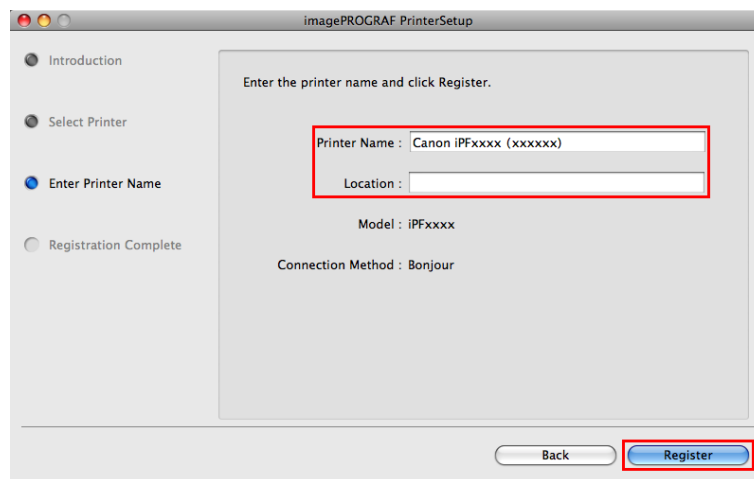 imagePROGRAF PrinterSetup
Introduction
Select Printer
Enter Printer Name
Registration Complete
Enter the printer name and click Register.
Printer Name : Canon iPFxxxx (xxxxxx)
Location :
Model : iPFxxxx
Connection Method : Bonjour
Back
Register